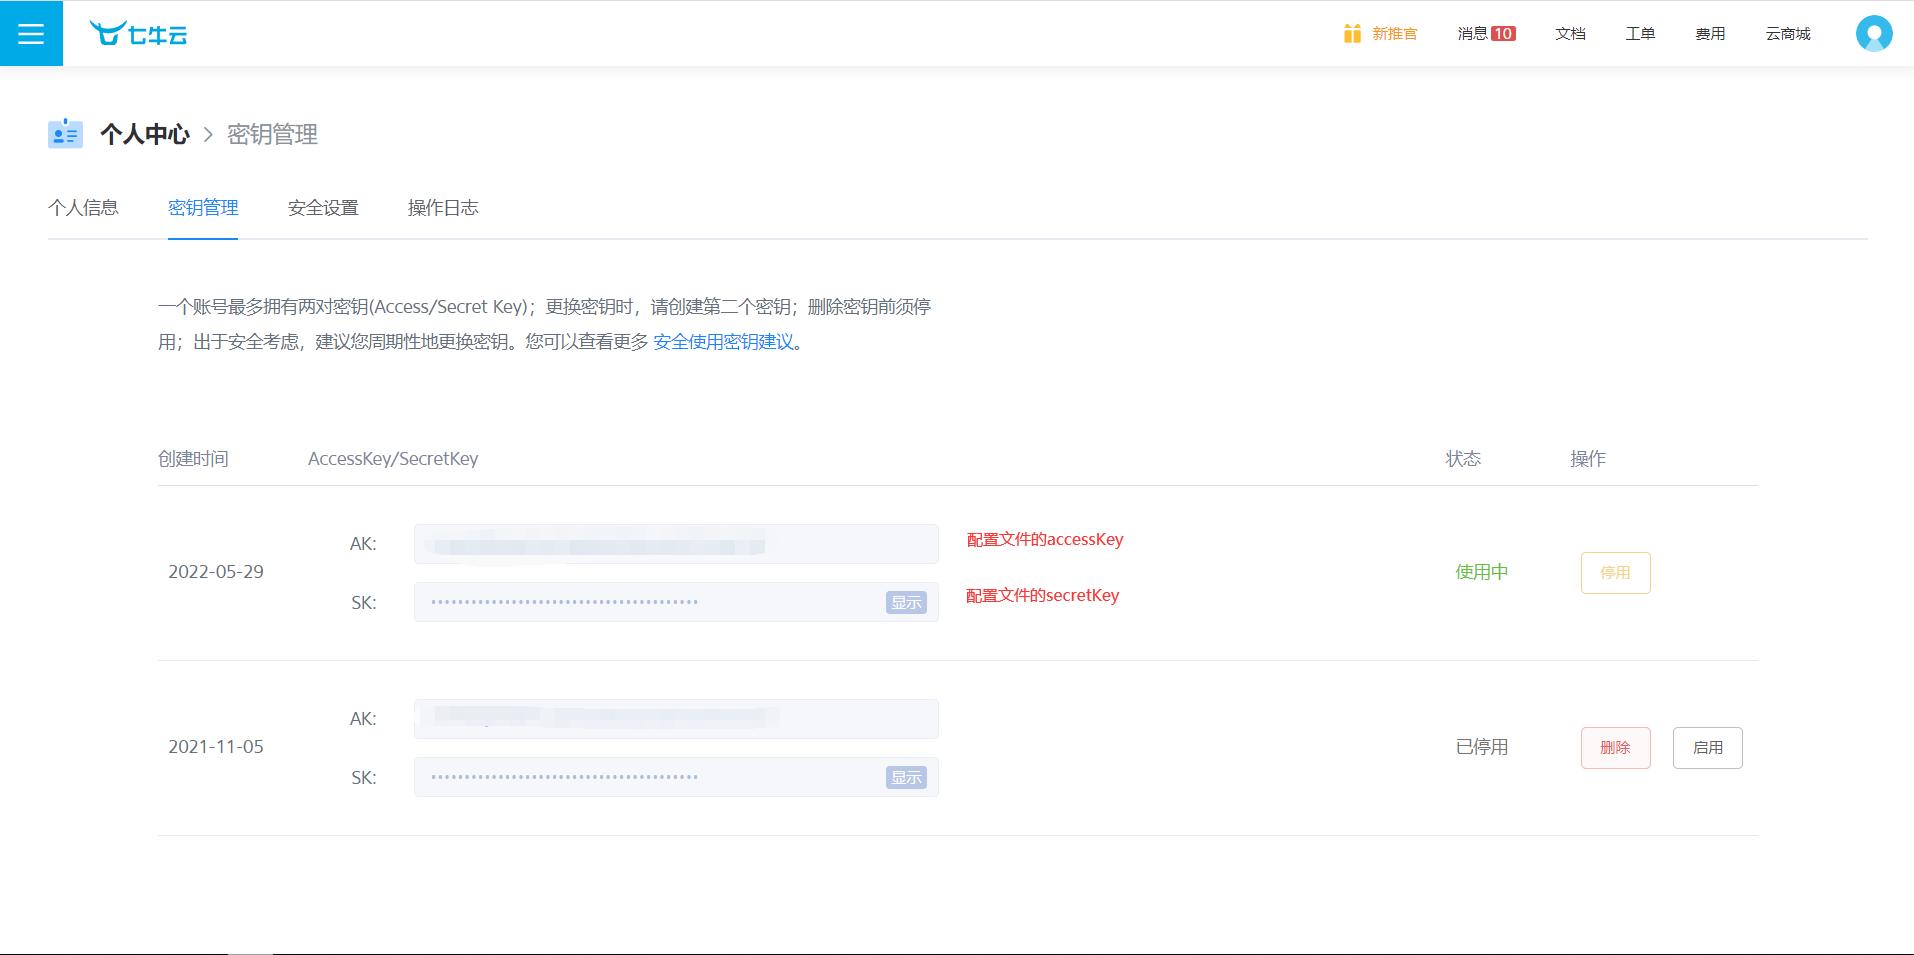 七牛云
新推官
消息 10
文档
工单
费用
云商城
个人中心 > 密钥管理
个人信息
密钥管理
安全设置
操作日志
一个账号最多拥有两对密钥(Access/Secret Key)；更换密钥时，请创建第二个密钥；删除密钥前须停
用；出于安全考虑，建议您周期性地更换密钥。您可以查看更多 安全使用密钥建议。
创建时间
AccessKey/SecretKey
状态
操作
2022-05-29
AK:
配置文件的accessKey
SK:
显示
配置文件的secretKey
使用中
停用
2021-11-05
AK:
SK:
显示
已停用
删除
启用